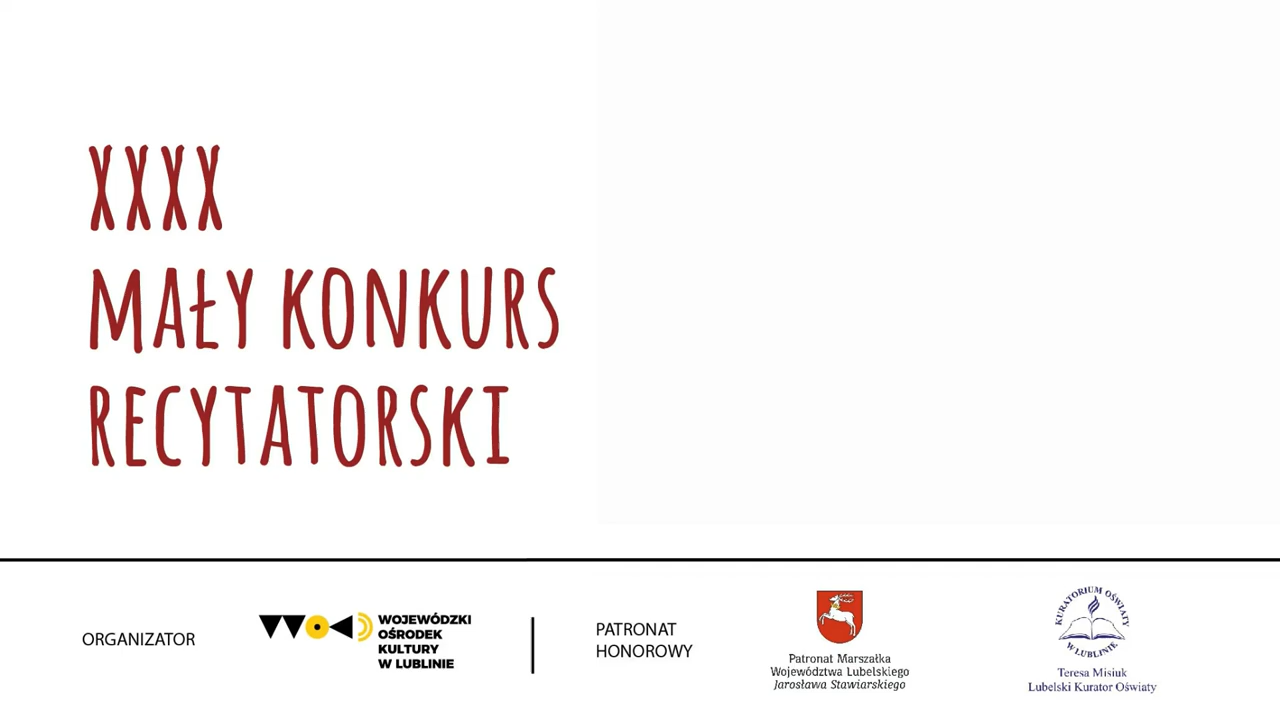 XXXX
MAŁY KONKURS
RECYTATORSKI
ORGANIZATOR
WOJEWÓDZKI
OŚRODEK
KULTURY
W LUBLINIE
PATRONAT
HONOROWY
Patronat Marszałka
Województwa Lubelskiego
Jarosława Stawiarskiego
KURATORIUM OŚWIATY
W LUBLINIE
Teresa Misiuk
Lubelski Kurator Oświaty